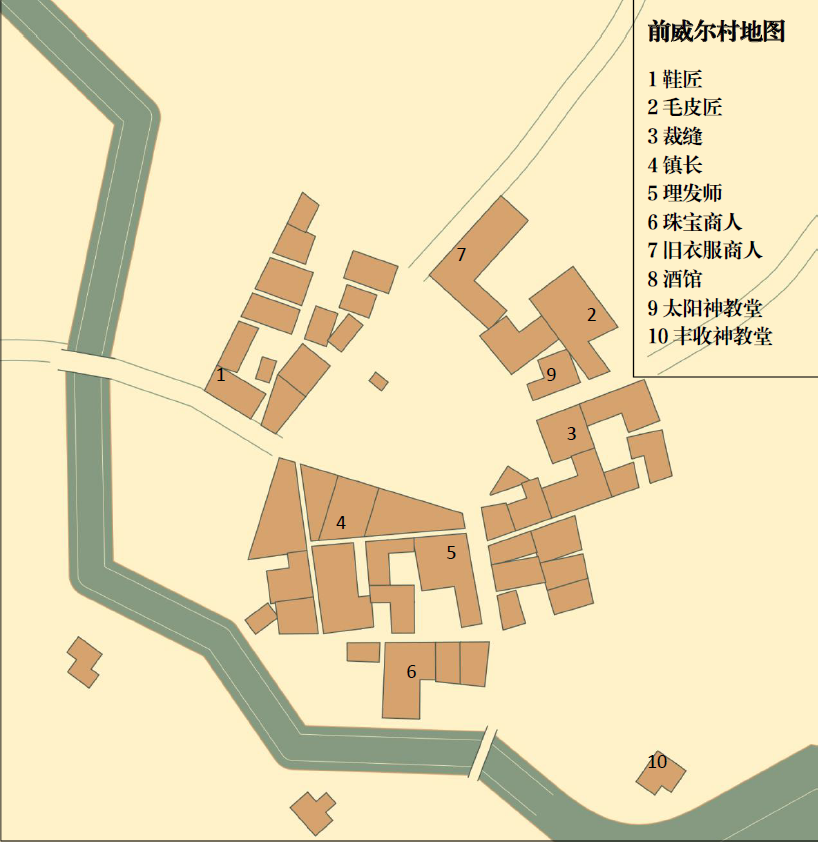 前威尔村地图
1 鞋匠
2 毛皮匠
3 裁缝
4 镇长
5 理发师
6 珠宝商人
7 旧衣服商人
8 酒馆
9 太阳神教堂
10 丰收神教堂
7
2
1
9
3
4
5
6
10